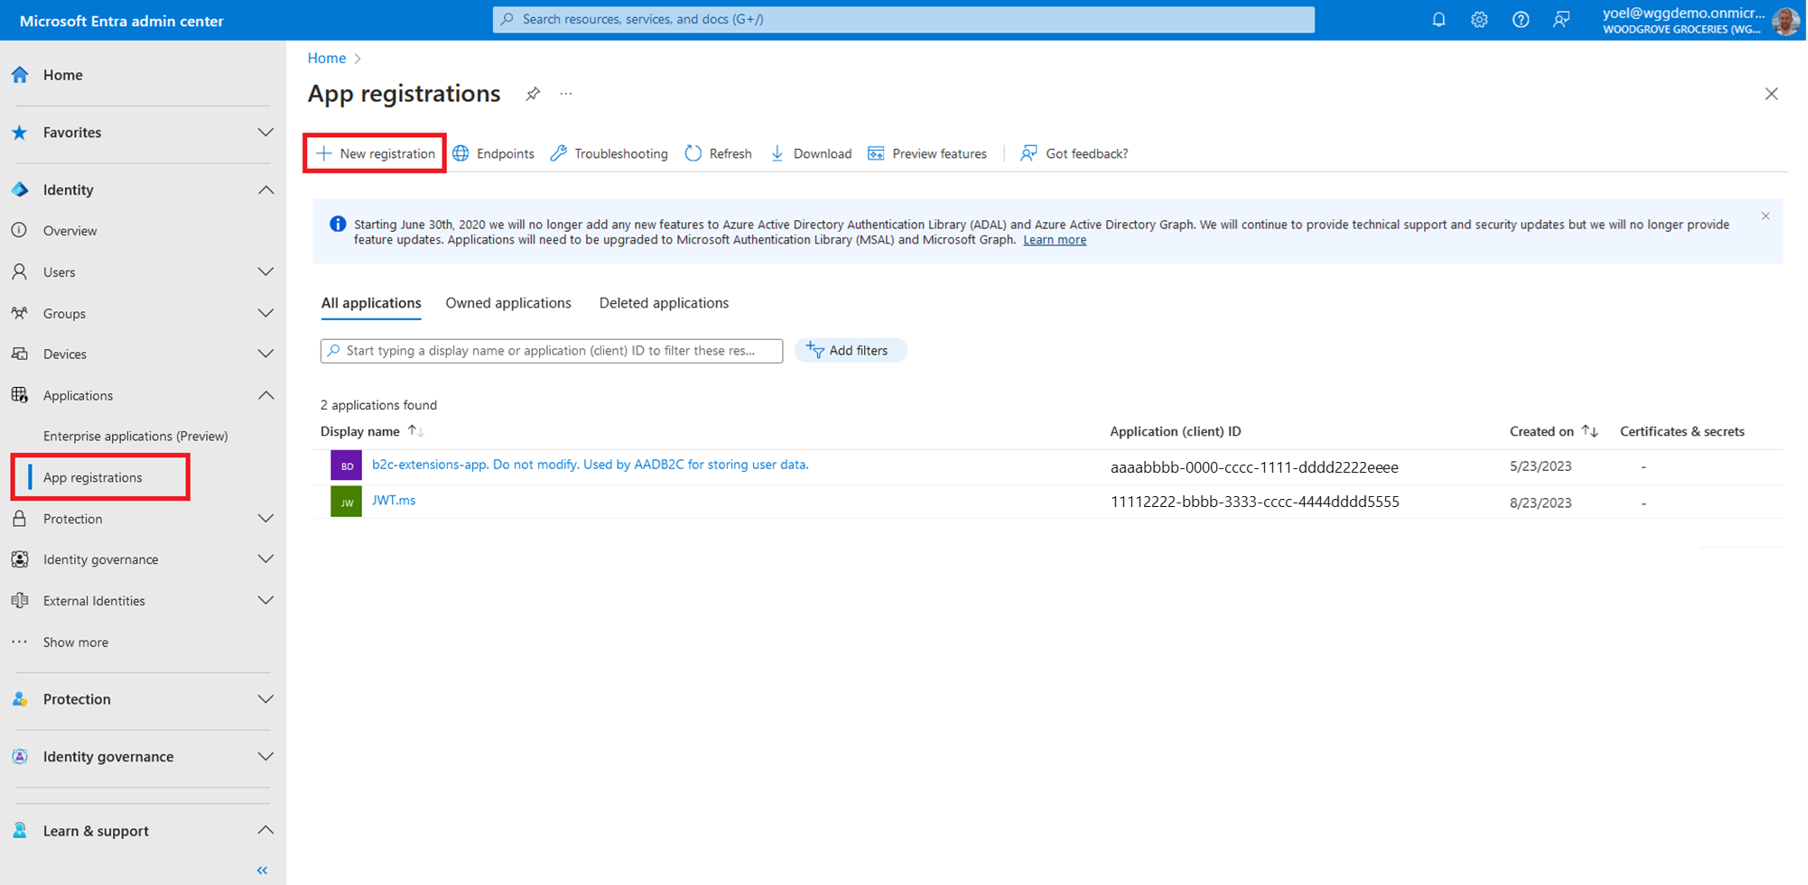 Microsoft Entra admin center
Search resources, services, and docs (G+/)
yoel@wggdemo.onmicr...
WOODGROVE GROCERIES (WG...
Home
Favorites
Identity
Overview
Users
Groups
Devices
Applications
Enterprise applications (Preview)
App registrations
Protection
Identity governance
External Identities
Show more
Protection
Identity governance
Learn & support
Home
App registrations
New registration
Endpoints
Troubleshooting
Refresh
Download
Preview features
Got feedback?
Starting June 30th, 2020 we will no longer add any new features to Azure Active Directory Authentication Library (ADAL) and Azure Active Directory Graph. We will continue to provide technical support and security updates but we will no longer provide
feature updates. Applications will need to be upgraded to Microsoft Authentication Library (MSAL) and Microsoft Graph. Learn more
All applications
Owned applications
Deleted applications
Start typing a display name or application (client) ID to filter these res...
Add filters
2 applications found
Display name
Application (client) ID
Created on
Certificates & secrets
BD
b2c-extensions-app. Do not modify. Used by AADB2C for storing user data.
aaaabbbb-0000-cccc-1111-dddd2222eeee
5/23/2023
-
JW
JWT.ms
11112222-bbbb-3333-cccc-4444dddd5555
8/23/2023
-